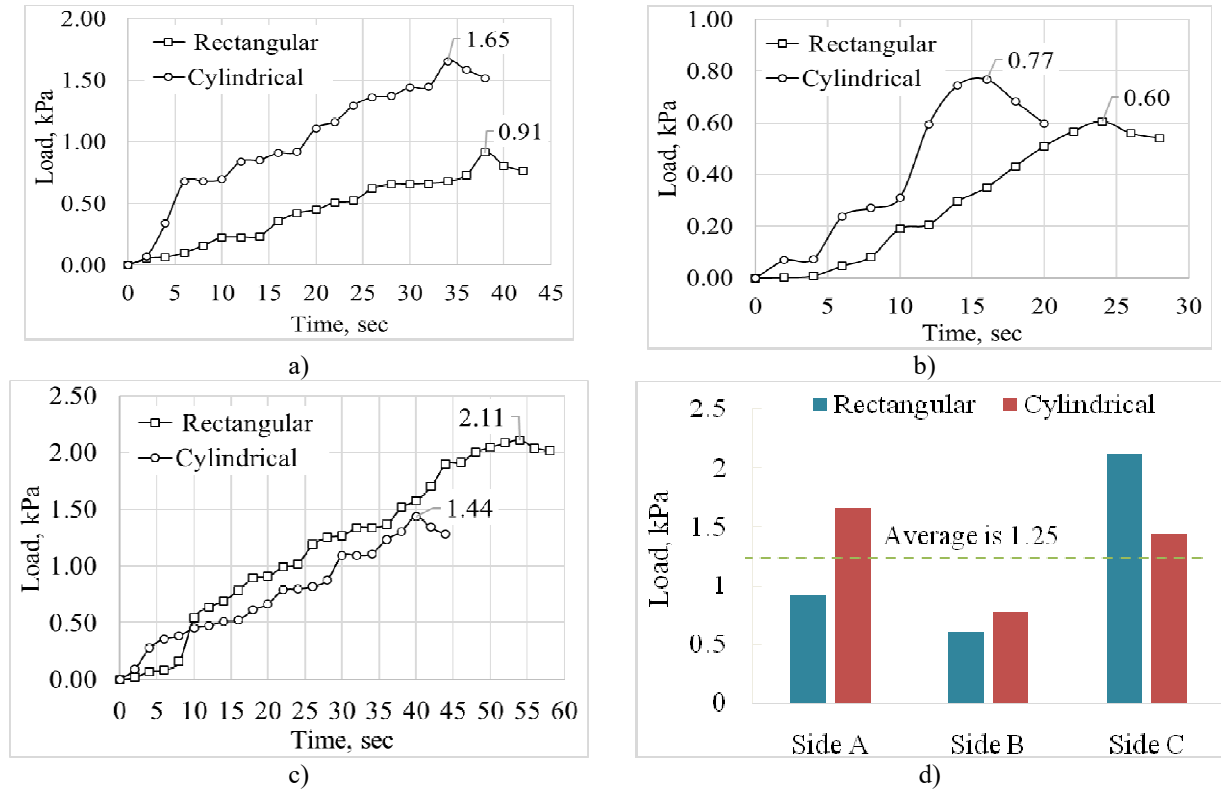 a)
2.00
1.50
1.00
0.50
0.00
Load, kPa
Rectangular
Cylindrical
1.65
0.91
0 5 10 15 20 25 30 35 40 45
Time, sec
b)
1.00
0.80
0.60
0.40
0.20
0.00
Load, kPa
Rectangular
Cylindrical
0.77
0.60
0 10 20 30
Time, sec
a)
b)
2.50
2.00
1.50
1.00
0.50
0.00
Load, kPa
Rectangular
Cylindrical
2.11
1.44
0 5 10 15 20 25 30 35 40 45 50 55 60
Time, sec
c)
2.5
2
1.5
1
0.5
0
Load, kPa
Rectangular Cylindrical
Average is 1.25
Side A Side B Side C
d)